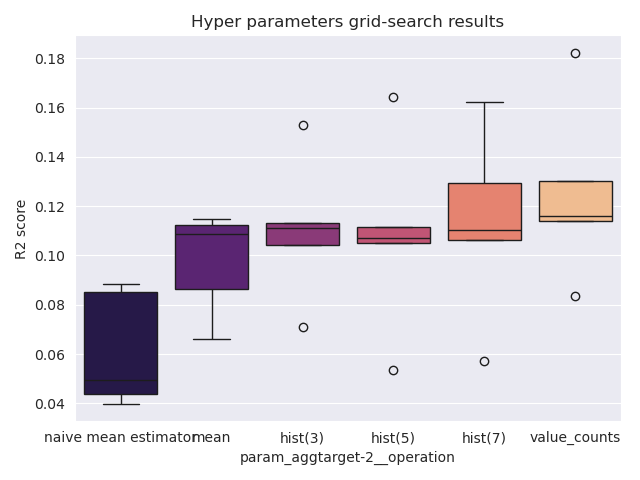 Hyper parameters grid-search results
R2 score
0.18
0.16
0.14
0.12
0.10
0.08
0.06
0.04
naive mean estimator mean hist(3) hist(5) hist(7) value_counts
param_aggtarget-2__operation